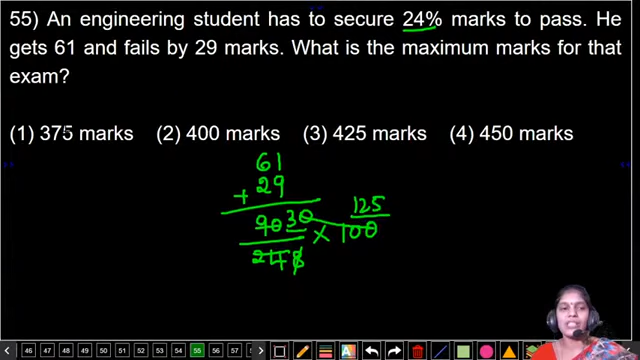 55) An engineering student has to secure 24% marks to pass. He
gets 61 and fails by 29 marks. What is the maximum marks for that
exam?
(1) 375 marks (2) 400 marks (3) 425 marks (4) 450 marks
61
+ 29
125
90 30 × 100
24 8
46 47 48 49 50 51 52 53 54 55 56 57